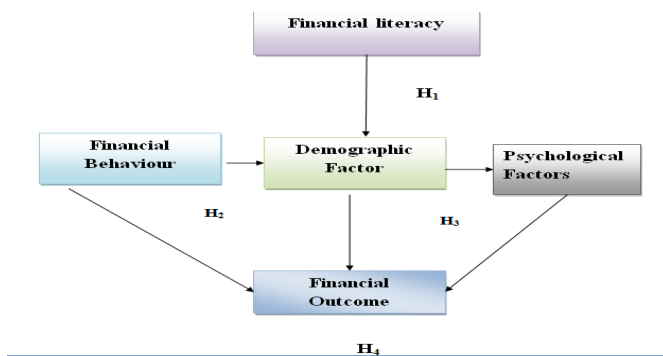 Financial literacy
H₁
Financial
Behaviour
Demographic
Factor
Psychological
Factors
H₂
H₃
Financial
Outcome
H₄